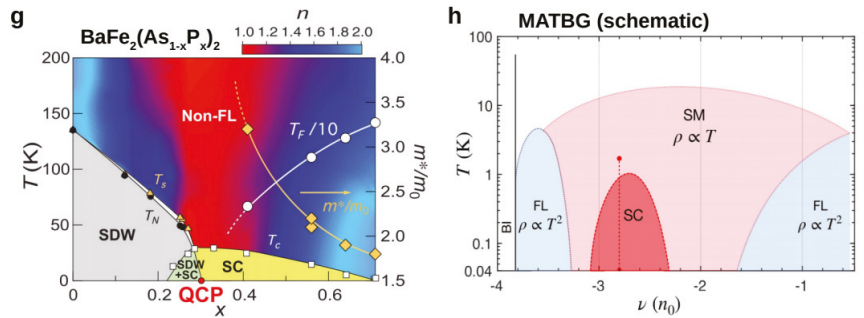 g
BaFe2(As1-xPx)2
n
1.0 1.2 1.4 1.6 1.8 2.0
200
150
100
50
0
T (K)
4.0
3.5
3.0
2.5
2.0
1.5
m*/m0
Non-FL
TF/10
m*/m0
Ts
TN
Tc
SDW
SDW
+SC
SC
QCP
0 0.2 0.4 0.6
x
h
MATBG (schematic)
100
10
1
0.1
0.04
T (K)
SM
ρ ∝ T
FL
ρ ∝ T²
BI
SC
FL
ρ ∝ T²
-4 -3 -2 -1
ν (n0)